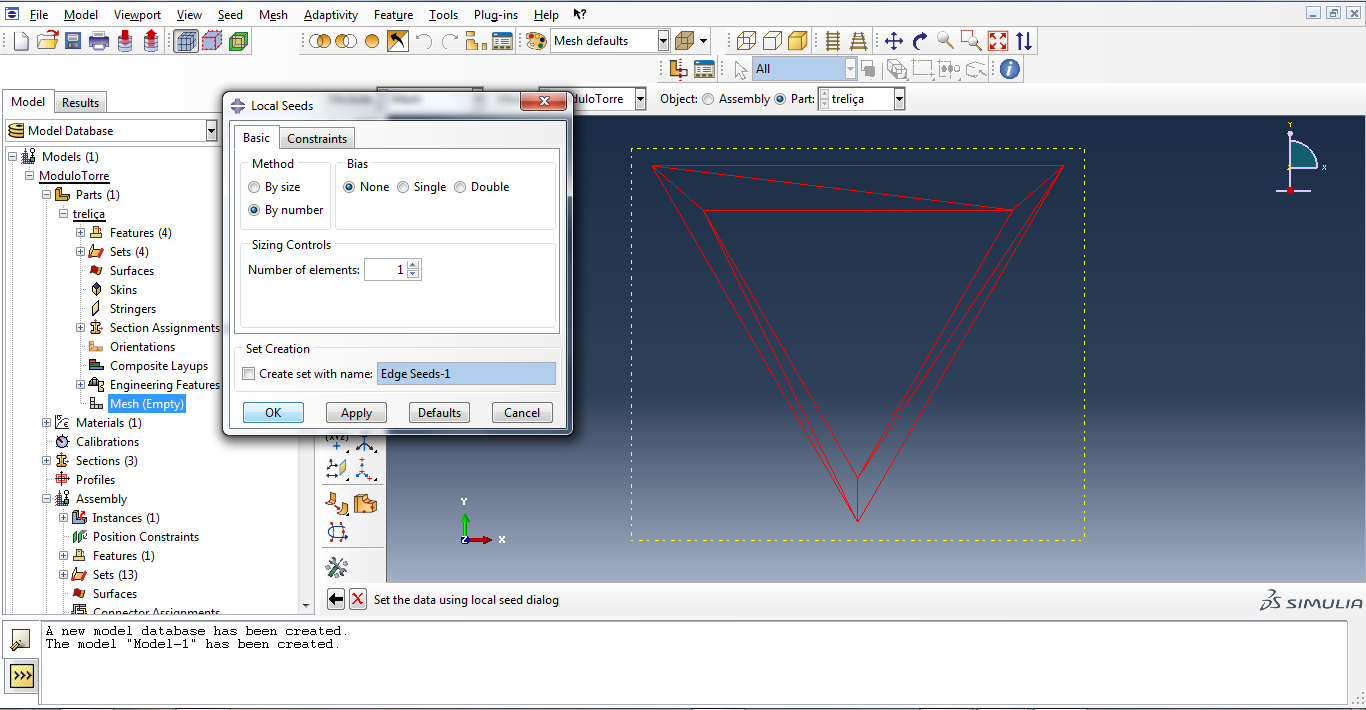 File Model Viewport View Seed Mesh Adaptivity Feature Tools Plug-ins Help
Mesh defaults
All
Model Results
Local Seeds
duloTorre Object: Assembly Part: treliça
Model Database
Models (1)
ModuloTorre
Parts (1)
treliça
Features (4)
Sets (4)
Surfaces
Skins
Stringers
Section Assignments
Orientations
Composite Layups
Engineering Features
Mesh (Empty)
Materials (1)
Calibrations
Sections (3)
Profiles
Assembly
Instances (1)
Position Constraints
Features (1)
Sets (13)
Surfaces
Connector Assignments
Basic Constraints
Method
By size
By number
Bias
None Single Double
Sizing Controls
Number of elements: 1
Set Creation
Create set with name: Edge Seeds-1
OK Apply Defaults Cancel
(XYZ)
Y
X
Y
Z X
Set the data using local seed dialog
SIMULIA
A new model database has been created.
The model "Model-1" has been created.
>>>